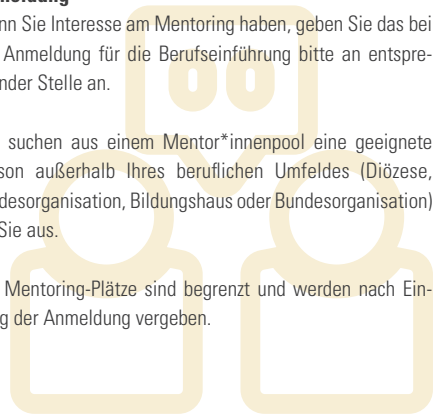 meldung
nn Sie Interesse am Mentoring haben, geben Sie das bei
Anmeldung für die Berufseinführung bitte an entspre-
nder Stelle an.
suchen aus einem Mentor*innenpool eine geeignete
son außerhalb Ihres beruflichen Umfeldes (Diözese,
desorganisation, Bildungshaus oder Bundesorganisation)
Sie aus.
Mentoring-Plätze sind begrenzt und werden nach Ein-
g der Anmeldung vergeben.